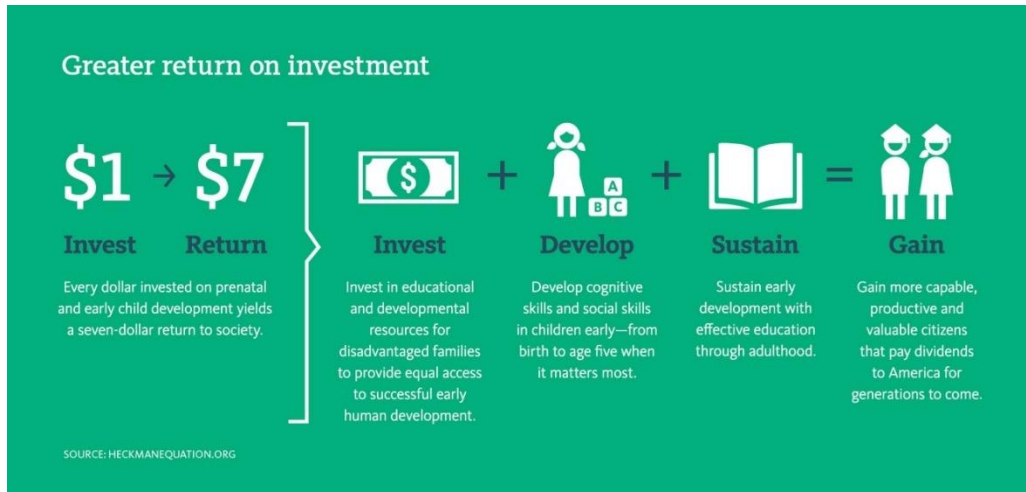 Greater return on investment
$1 → $7
Invest
Return
Every dollar invested on prenatal
and early child development yields
a seven-dollar return to society.
$
Invest
Invest in educational
and developmental
resources for
disadvantaged families
to provide equal access
to successful early
human development.
+
A
B C
Develop
Develop cognitive
skills and social skills
in children early—from
birth to age five when
it matters most.
+
Sustain
Sustain early
development with
effective education
through adulthood.
=
Gain
Gain more capable,
productive and
valuable citizens
that pay dividends
to America for
generations to come.
SOURCE: HECKMANEQUATION.ORG